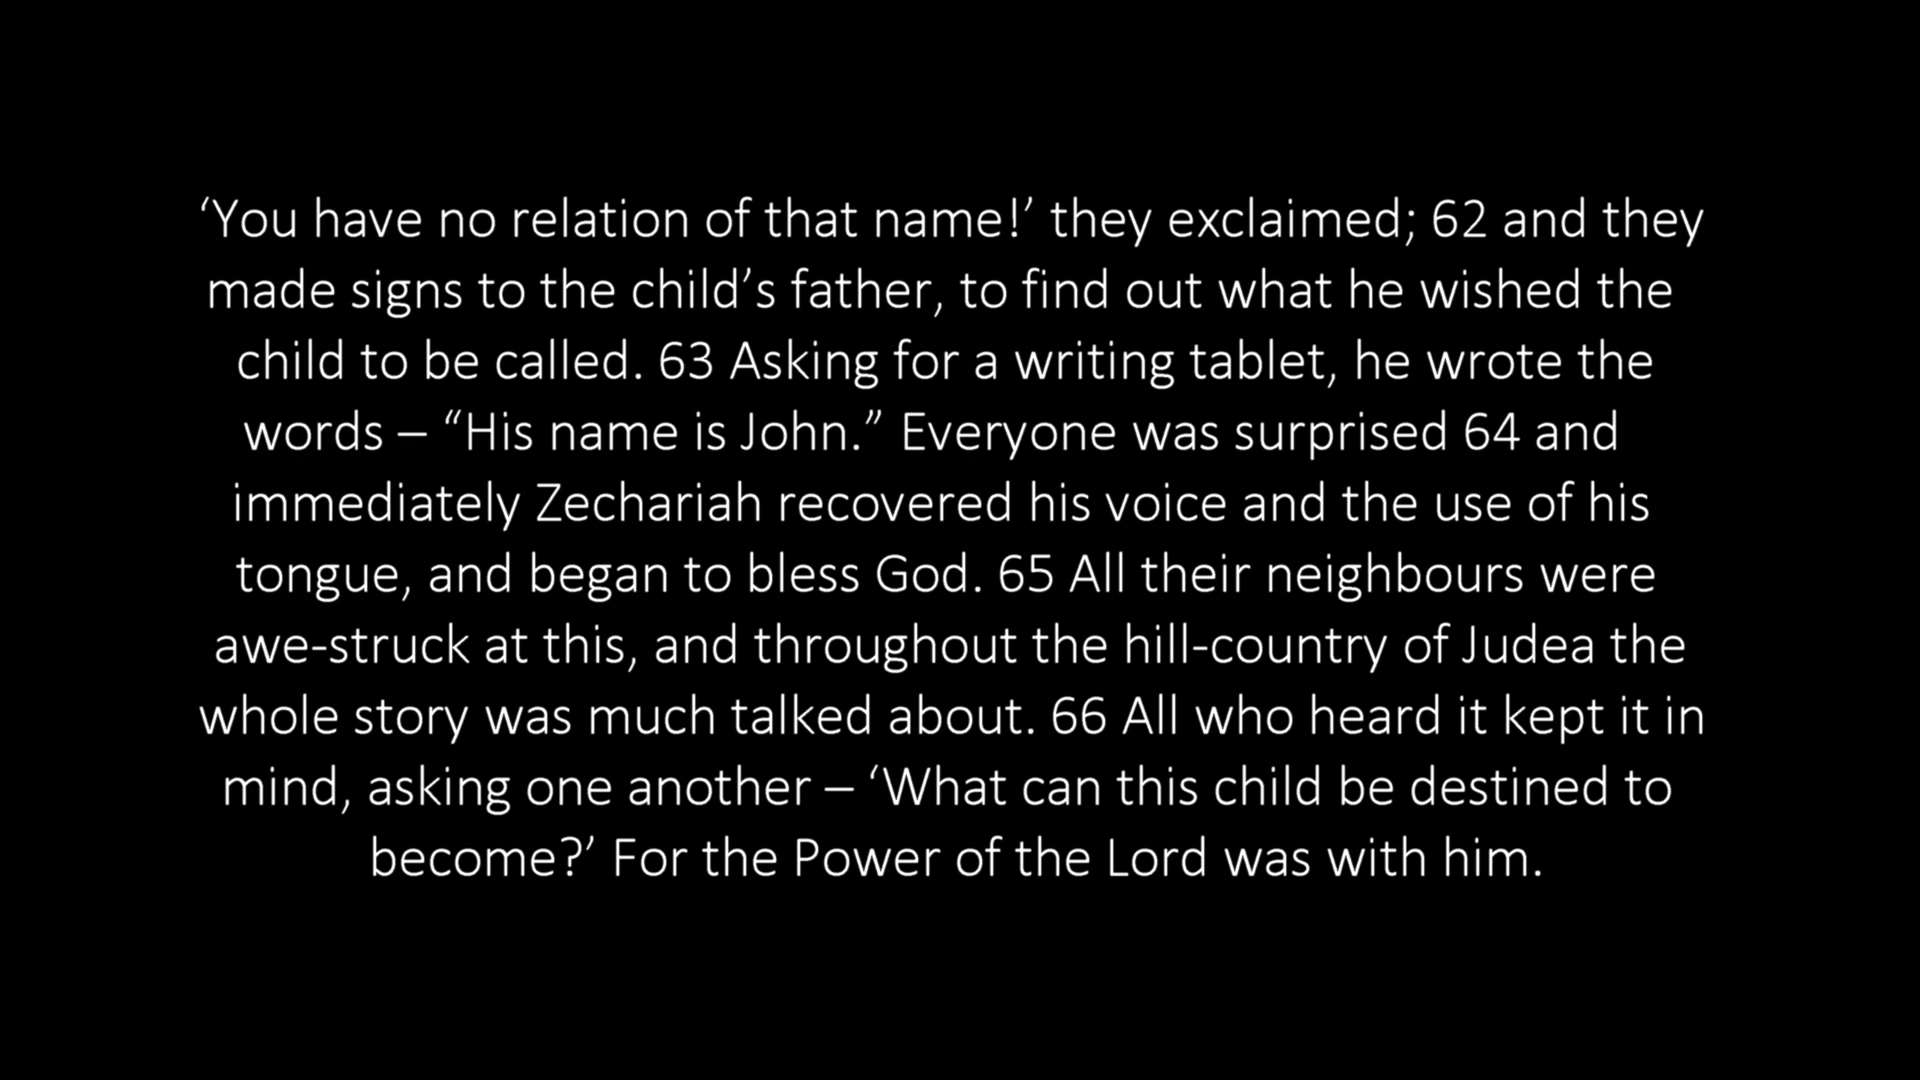 ‘You have no relation of that name!’ they exclaimed; 62 and they
made signs to the child’s father, to find out what he wished the
child to be called. 63 Asking for a writing tablet, he wrote the
words – “His name is John.” Everyone was surprised 64 and
immediately Zechariah recovered his voice and the use of his
tongue, and began to bless God. 65 All their neighbours were
awe-struck at this, and throughout the hill-country of Judea the
whole story was much talked about. 66 All who heard it kept it in
mind, asking one another – ‘What can this child be destined to
become?’ For the Power of the Lord was with him.